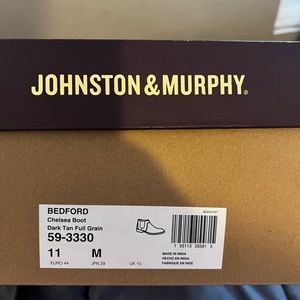 JOHNSTON & MURPHY®
BEDFORD
Chelsea Boot
Dark Tan Full Grain
59-3330
11 M
EURO 44 JPN 29 UK 10
MADE IN INDIA
HECHO EN INDIA
FABRIQUE EN INDE